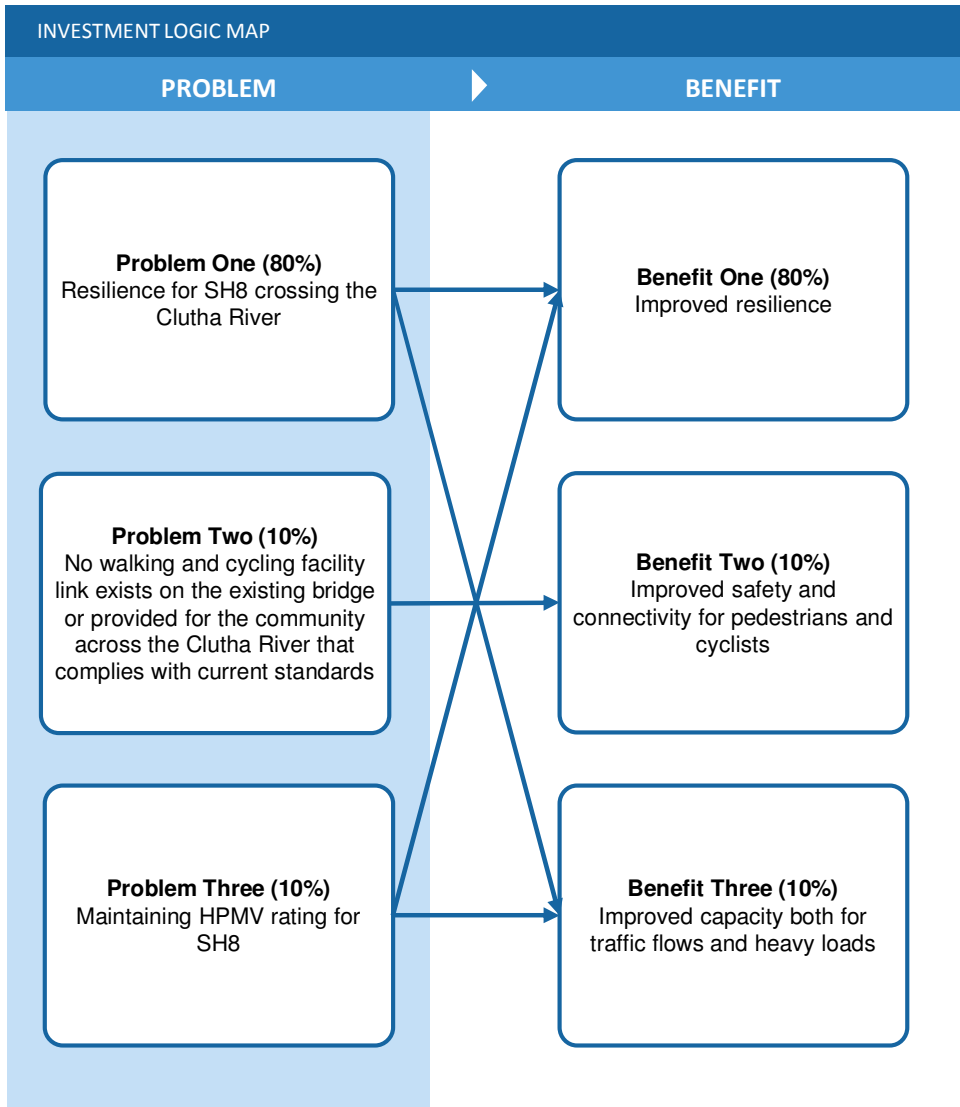 INVESTMENT LOGIC MAP
PROBLEM
BENEFIT
Problem One (80%)
Resilience for SH8 crossing the
Clutha River
Benefit One (80%)
Improved resilience
Problem Two (10%)
No walking and cycling facility
link exists on the existing bridge
or provided for the community
across the Clutha River that
complies with current standards
Benefit Two (10%)
Improved safety and
connectivity for pedestrians and
cyclists
Problem Three (10%)
Maintaining HPMV rating for
SH8
Benefit Three (10%)
Improved capacity both for
traffic flows and heavy loads